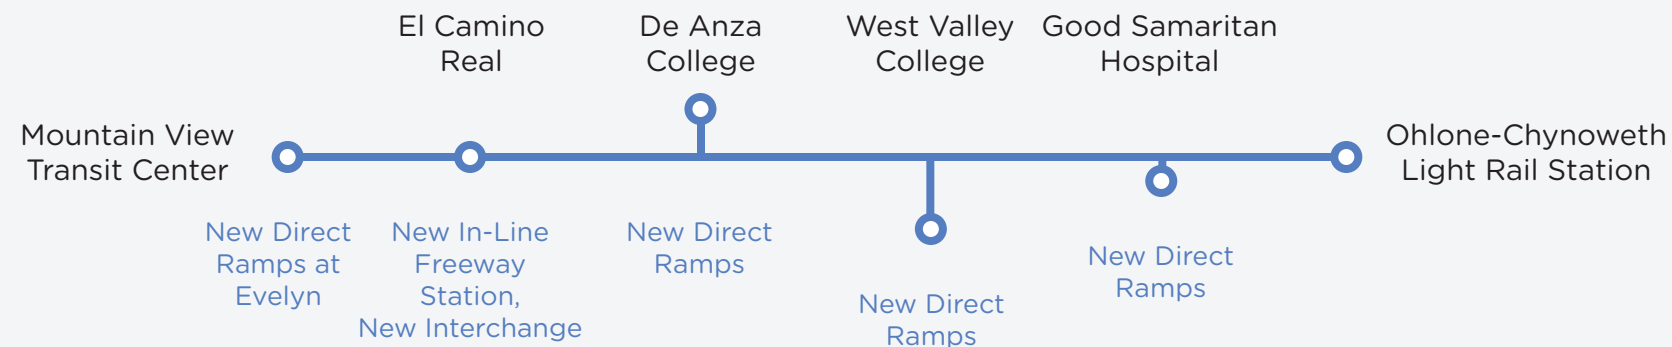 El Camino
Real
De Anza
College
West Valley
College
Good Samaritan
Hospital
Mountain View
Transit Center
Ohlone-Chynoweth
Light Rail Station
New Direct
Ramps at
Evelyn
New In-Line
Freeway
Station,
New Interchange
New Direct
Ramps
New Direct
Ramps
New Direct
Ramps